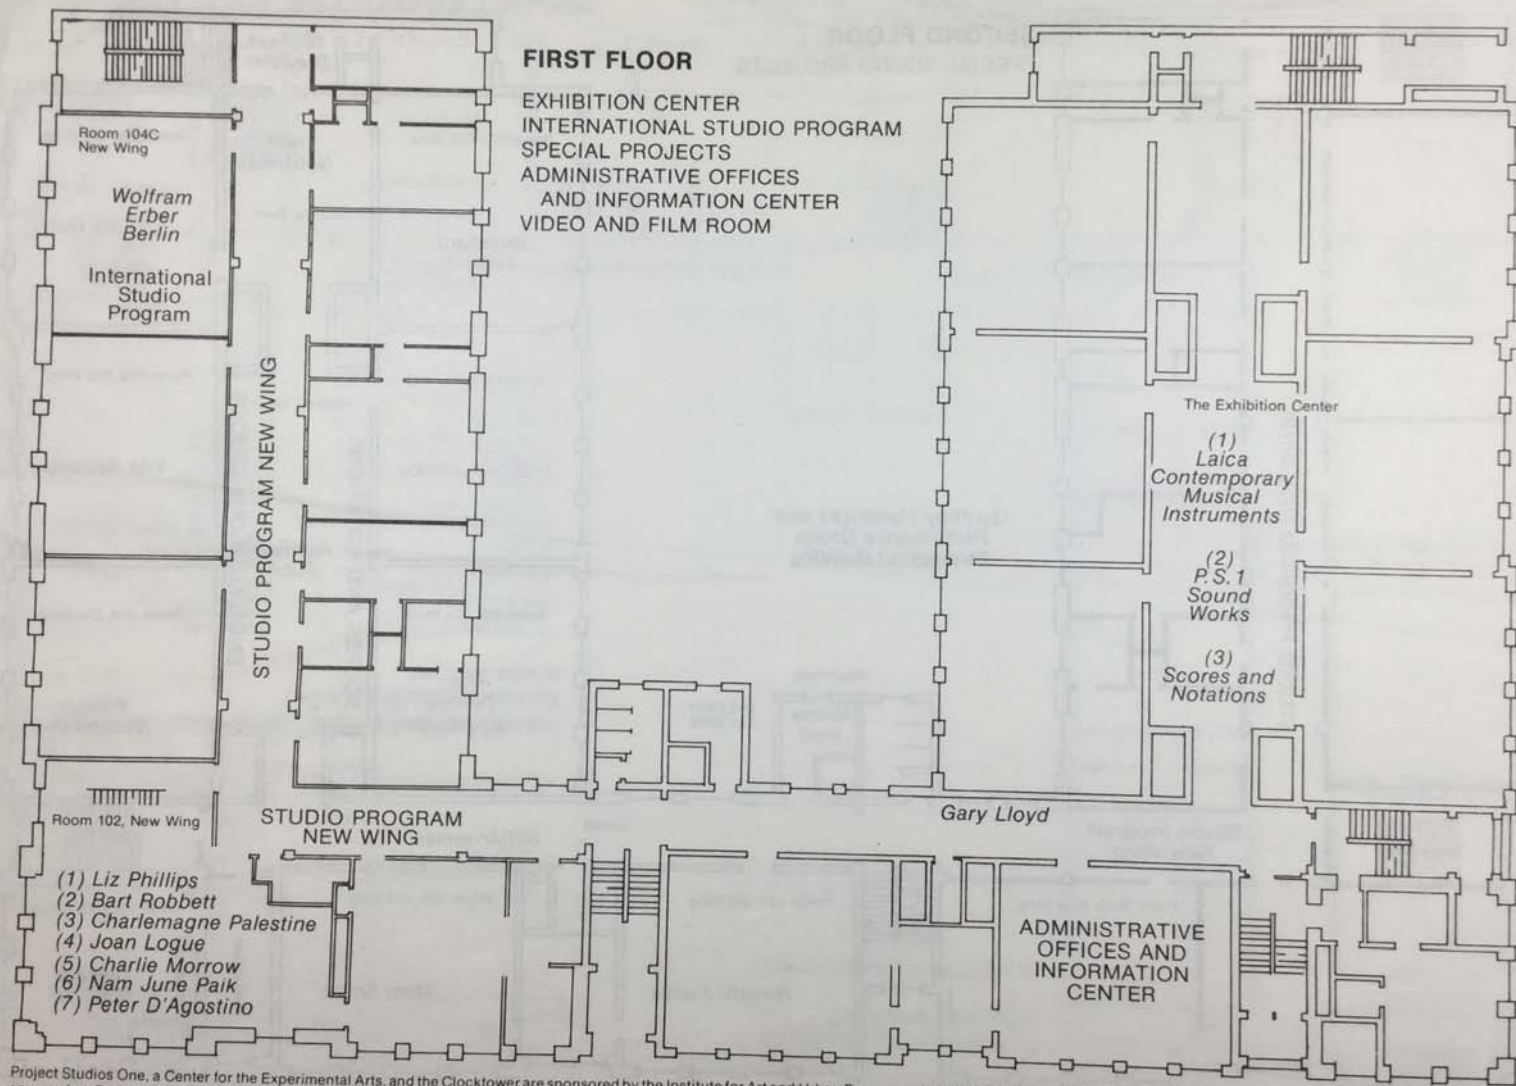 FIRST FLOOR
EXHIBITION CENTER
INTERNATIONAL STUDIO PROGRAM
SPECIAL PROJECTS
ADMINISTRATIVE OFFICES
AND INFORMATION CENTER
VIDEO AND FILM ROOM
Room 104C
New Wing
Wolfram
Erber
Berlin
International
Studio
Program
STUDIO PROGRAM NEW WING
The Exhibition Center
(1)
Laica
Contemporary
Musical
Instruments
(2)
P.S.1
Sound
Works
(3)
Scores and
Notations
Room 102, New Wing
STUDIO PROGRAM
NEW WING
Gary Lloyd
(1) Liz Phillips
(2) Bart Robbett
(3) Charlemagne Palestine
(4) Joan Logue
(5) Charlie Morrow
(6) Nam June Paik
(7) Peter D'Agostino
ADMINISTRATIVE
OFFICES AND
INFORMATION
CENTER
Project Studios One, a Center for the Experimental Arts, and the Clocktower are sponsored by the Institute for Art and Urban